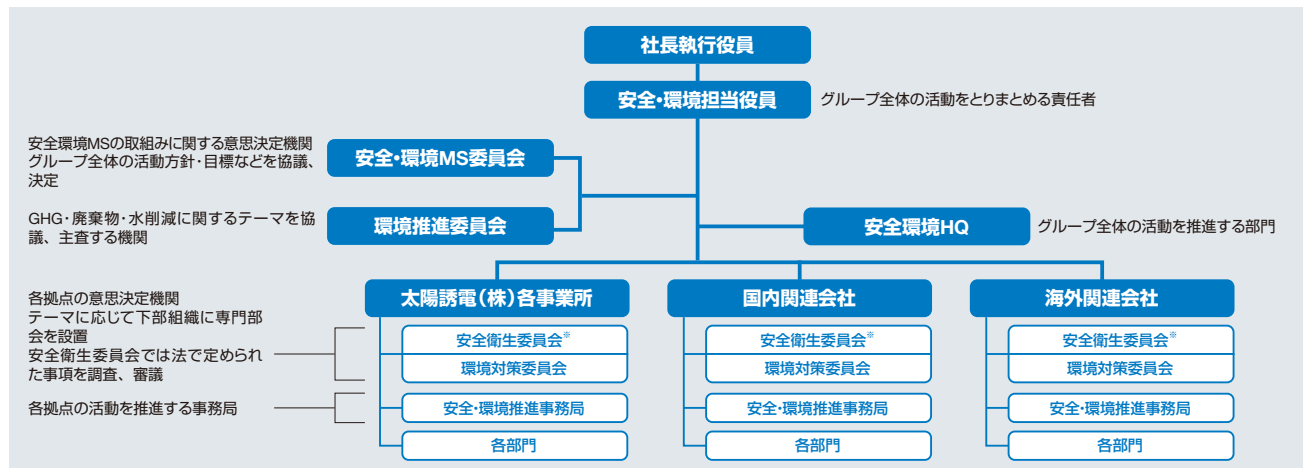 社長執行役員
安全・環境担当役員
グループ全体の活動をとりまとめる責任者
安全環境MSの取組みに関する意思決定機関
グループ全体の活動方針・目標などを協議、
決定
安全・環境MS委員会
GHG・廃棄物・水削減に関するテーマを協
議、主査する機関
環境推進委員会
安全環境HQ
グループ全体の活動を推進する部門
各拠点の意思決定機関
テーマに応じて下部組織に専門部
会を設置
安全衛生委員会では法で定められ
た事項を調査、審議
各拠点の活動を推進する事務局
太陽誘電（株）各事業所
安全衛生委員会※
環境対策委員会
安全・環境推進事務局
各部門
国内関連会社
安全衛生委員会※
環境対策委員会
安全・環境推進事務局
各部門
海外関連会社
安全衛生委員会※
環境対策委員会
安全・環境推進事務局
各部門